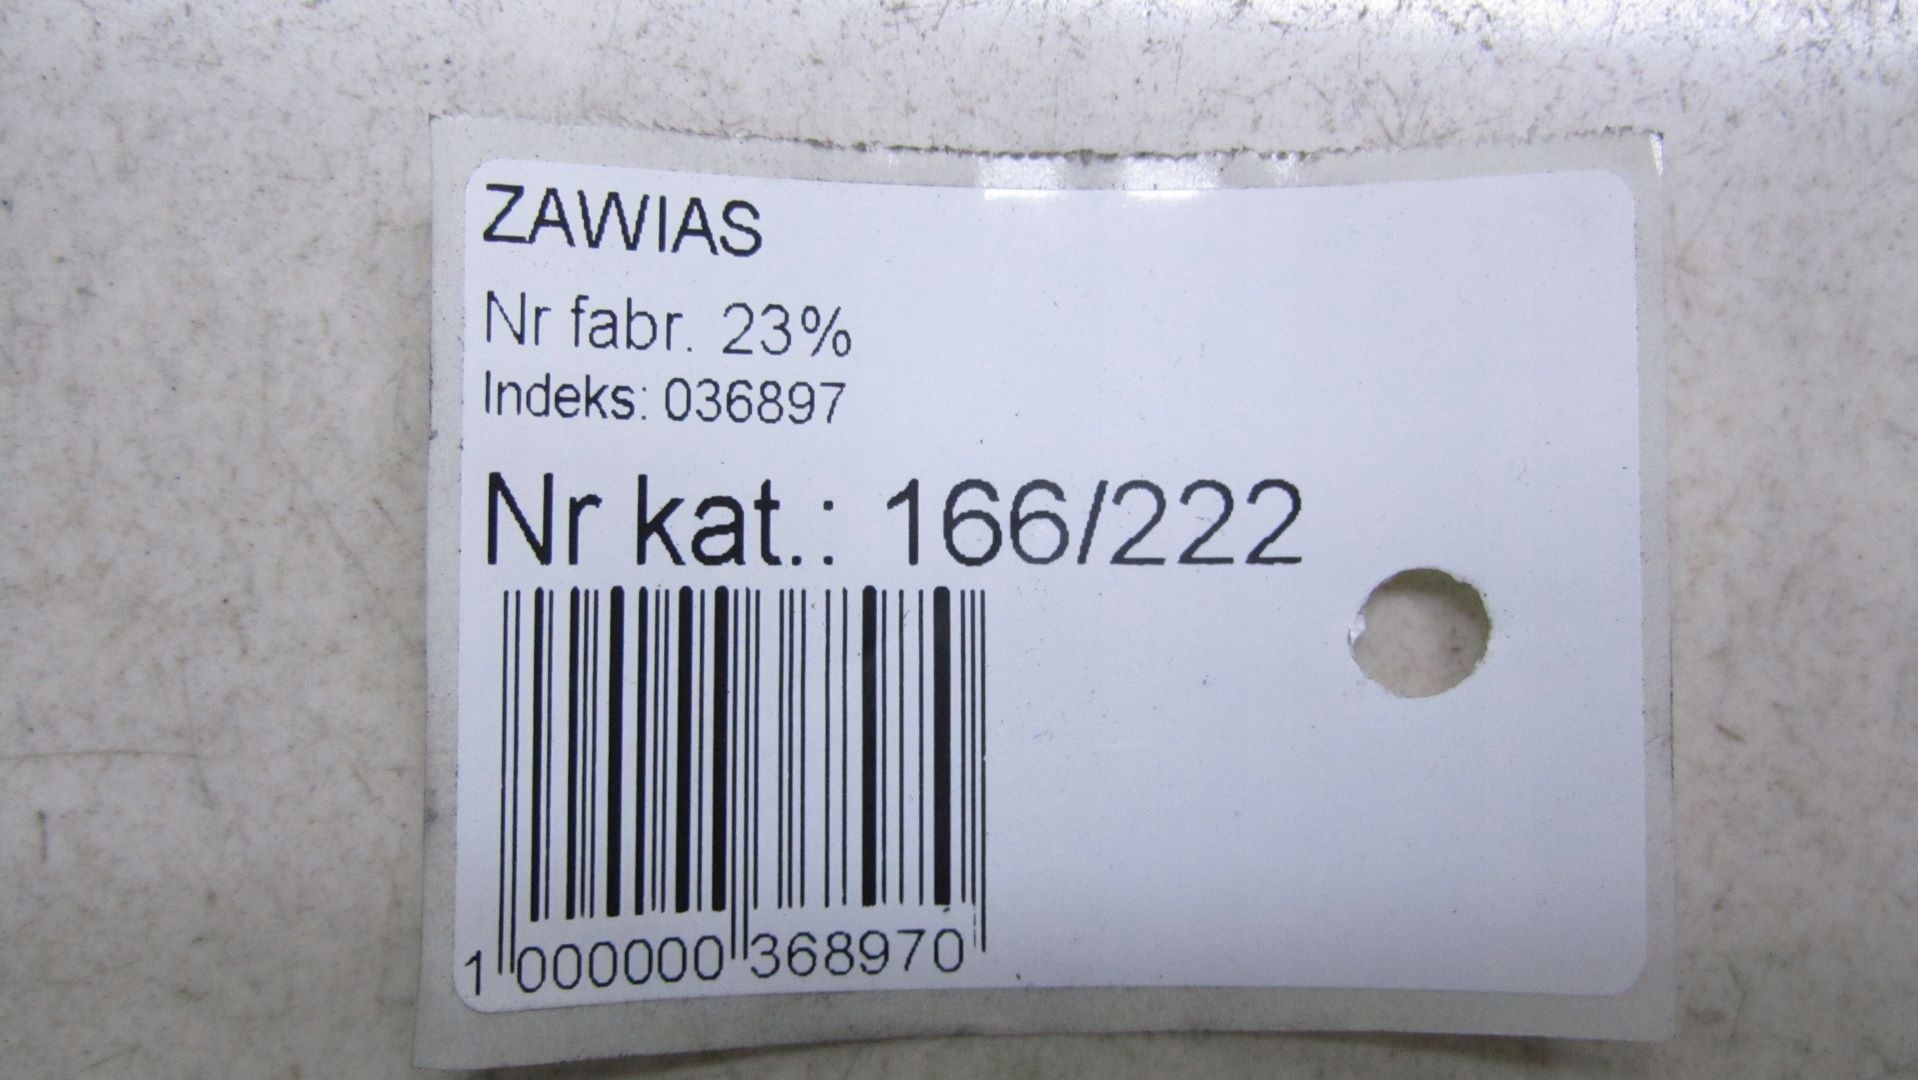 ZAWIAS
Nr fabr. 23%
Indeks: 036897
Nr kat.: 166/222
1 000000 368970